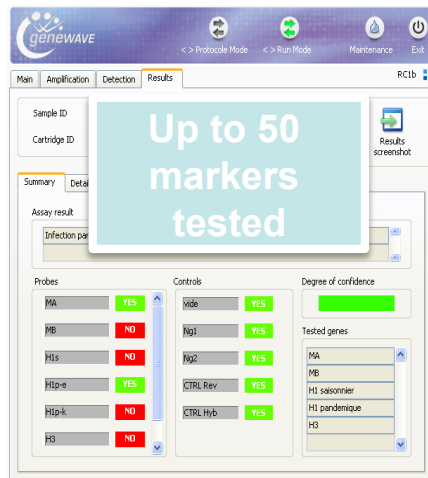 genewave
< > Protocole Mode
< > Run Mode
Maintenance
Exit
Main
Amplification
Detection
Results
RC1b
Sample ID
Cartridge ID
Up to 50
markers
tested
Results
screenshot
Summary
Assay result
Infection
Probes
MA YES
MB NO
H1s NO
H1p-e YES
H1p-k NO
H3 NO
Controls
vide YES
Ng1 YES
Ng2 YES
CTRL Rev YES
CTRL Hyb YES
Degree of confidence
Tested genes
MA
MB
H1 saisonnier
H1 pandemique
H3